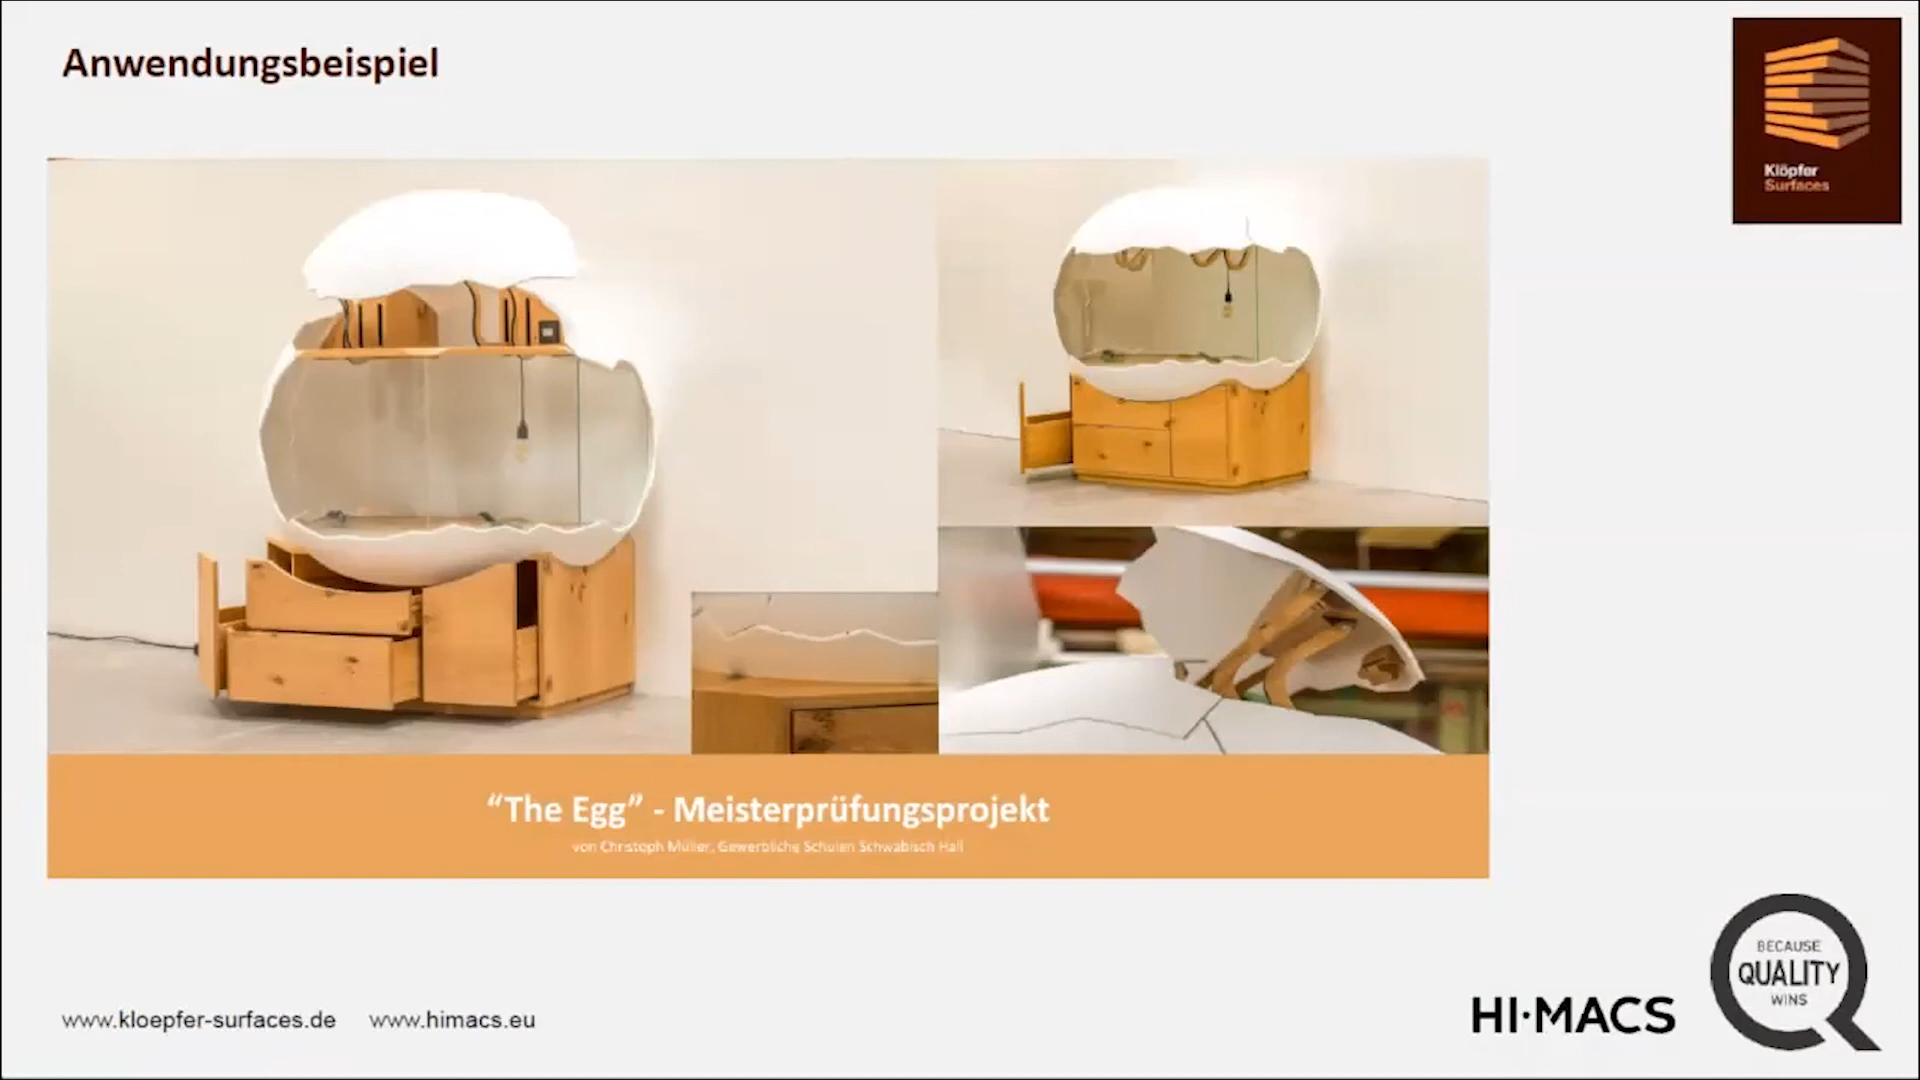 Anwendungsbeispiel
Klöpfer
Surfaces
“The Egg” - Meisterprüfungsprojekt
von Christoph Müller, Gewerbliche Schulen Schwäbisch Hall
www.kloepfer-surfaces.de www.himacs.eu
HI·MACS
BECAUSE
QUALITY
WINS